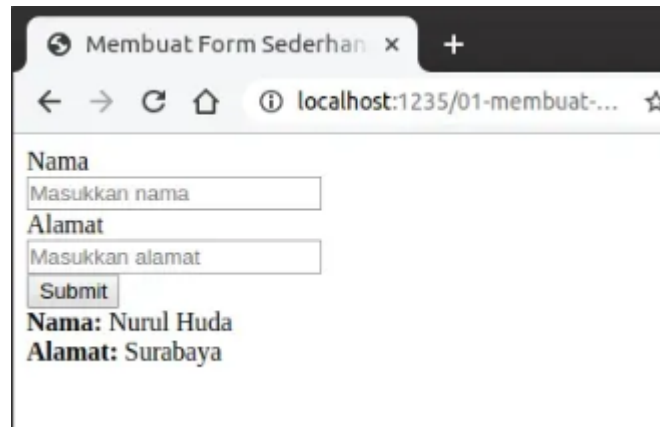 Membuat Form Sederhan
localhost:1235/01-membuat-...
Nama
Masukkan nama
Alamat
Masukkan alamat
Submit
Nama: Nurul Huda
Alamat: Surabaya